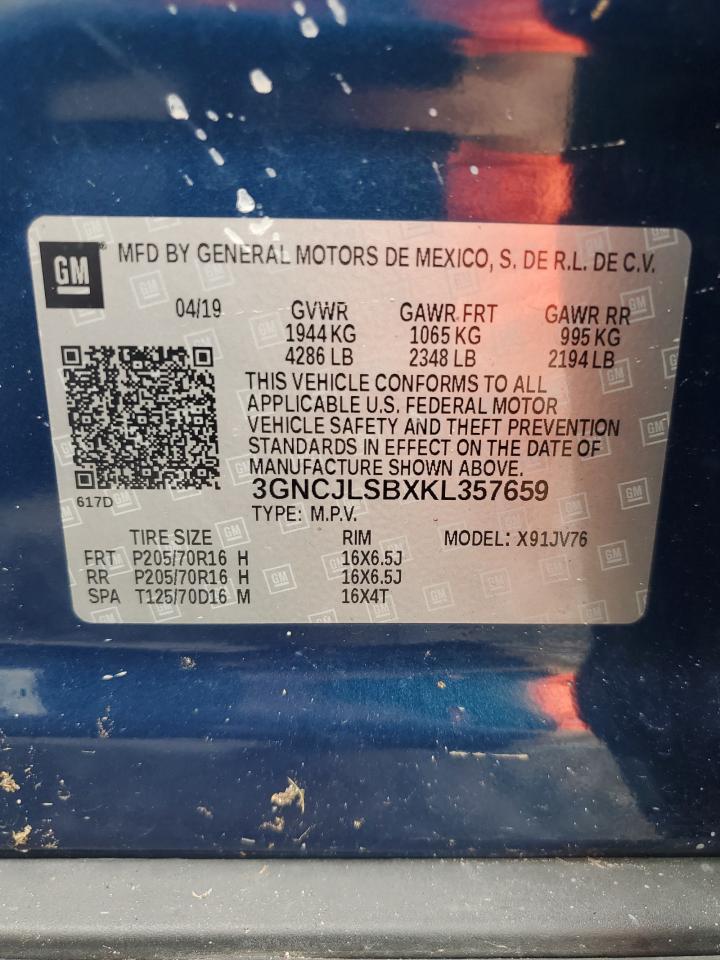 GM MFD BY GENERAL MOTORS DE MEXICO, S. DE R.L. DE C.V.
04/19 GVWR GAWR FRT GAWR RR
1944 KG 1065 KG 995 KG
4286 LB 2348 LB 2194 LB
THIS VEHICLE CONFORMS TO ALL
APPLICABLE U.S. FEDERAL MOTOR
VEHICLE SAFETY AND THEFT PREVENTION
STANDARDS IN EFFECT ON THE DATE OF
MANUFACTURE SHOWN ABOVE.
617D 3GNCJLSBXKL357659
TYPE: M.P.V.
TIRE SIZE RIM MODEL: X91JV76
FRT P205/70R16 H 16X6.5J
RR P205/70R16 H 16X6.5J
SPA T125/70D16 M 16X4T